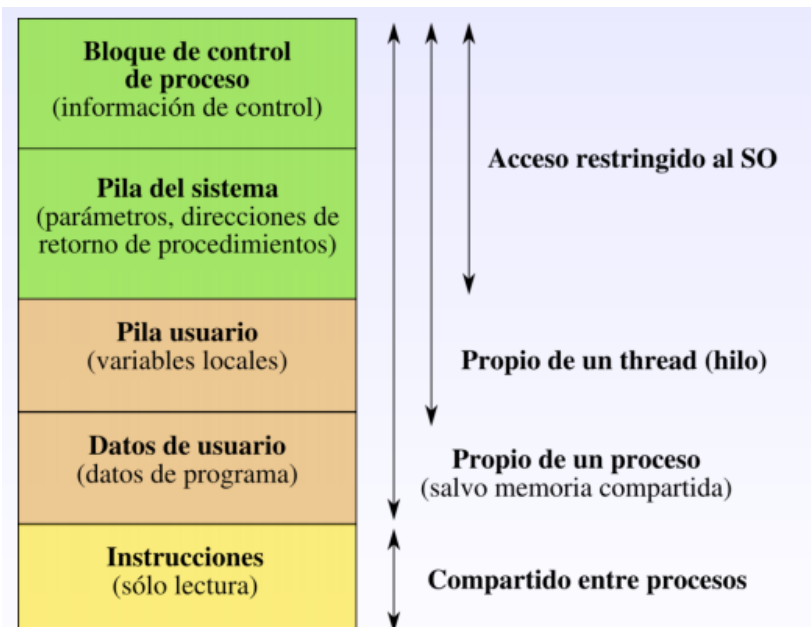 Bloque de control
de proceso
(información de control)
Pila del sistema
(parámetros, direcciones de
retorno de procedimientos)
Pila usuario
(variables locales)
Datos de usuario
(datos de programa)
Instrucciones
(sólo lectura)
Acceso restringido al SO
Propio de un thread (hilo)
Propio de un proceso
(salvo memoria compartida)
Compartido entre procesos